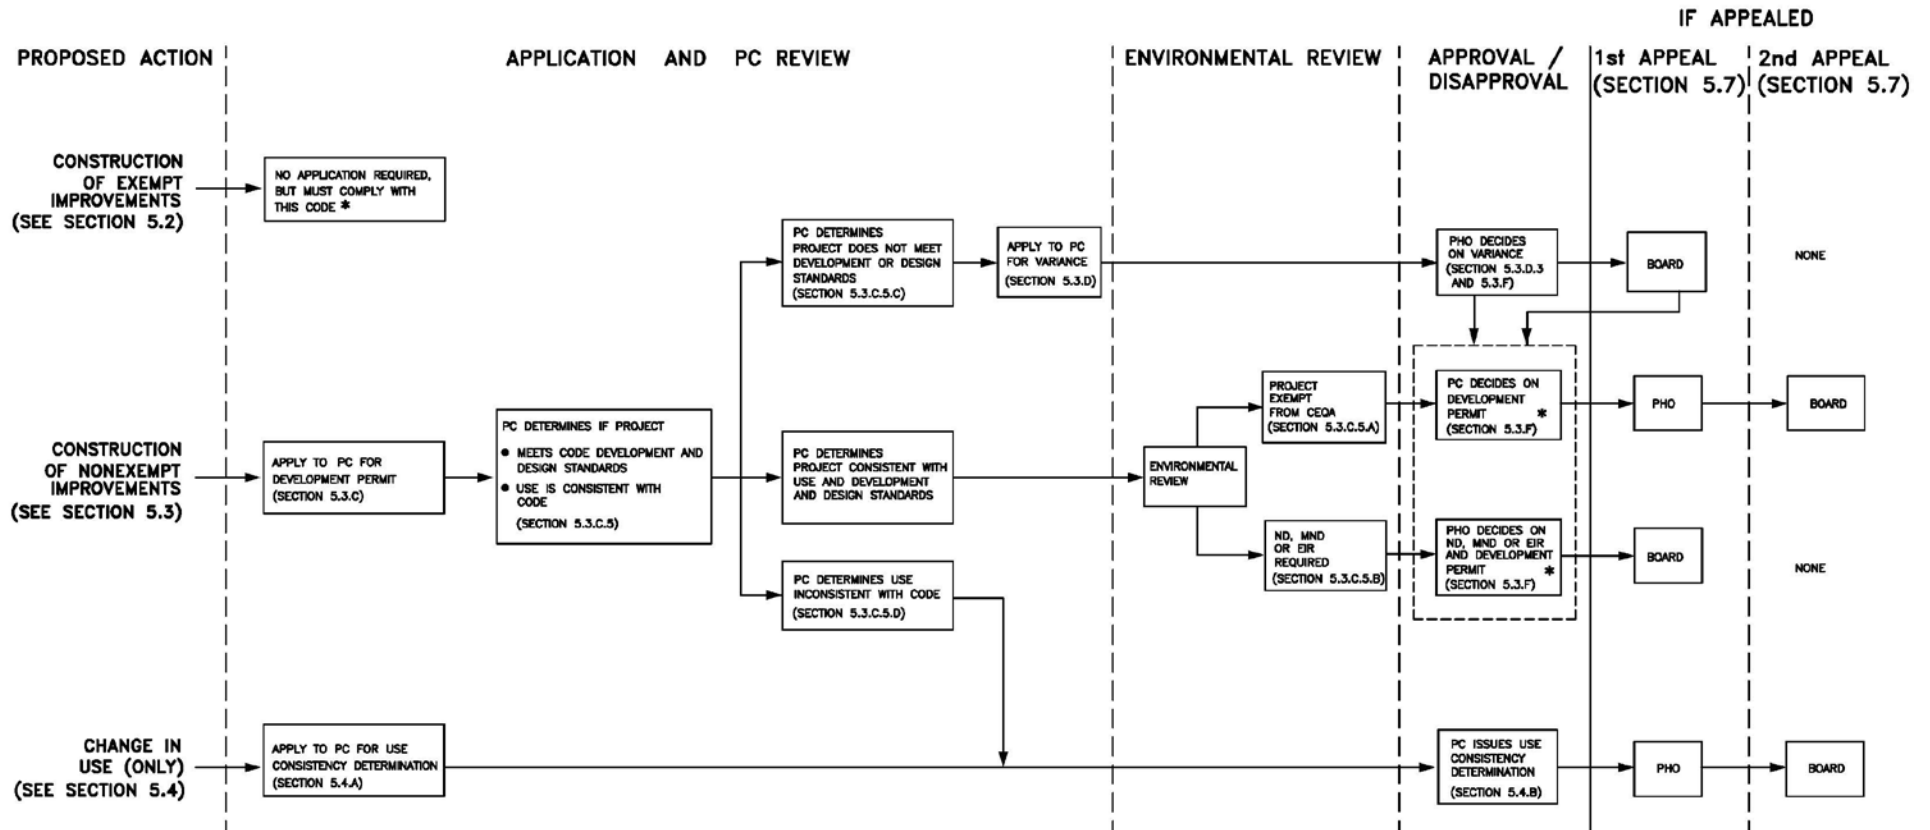 IF APPEALED
PROPOSED ACTION
APPLICATION AND PC REVIEW
ENVIRONMENTAL REVIEW
APPROVAL /
DISAPPROVAL
1st APPEAL
(SECTION 5.7)
2nd APPEAL
(SECTION 5.7)
CONSTRUCTION
OF EXEMPT
IMPROVEMENTS
(SEE SECTION 5.2)
NO APPLICATION REQUIRED,
BUT MUST COMPLY WITH
THIS CODE *
PC DETERMINES
PROJECT DOES NOT MEET
DEVELOPMENT OR DESIGN
STANDARDS
(SECTION 5.3.C.5.C)
APPLY TO PC
FOR VARIANCE
(SECTION 5.3.D)
PHO DECIDES
ON VARIANCE
(SECTION 5.3.D.3
AND 5.3.F)
BOARD
NONE
CONSTRUCTION
OF NONEXEMPT
IMPROVEMENTS
(SEE SECTION 5.3)
APPLY TO PC FOR
DEVELOPMENT PERMIT
(SECTION 5.3.C)
PC DETERMINES IF PROJECT
• MEETS CODE DEVELOPMENT AND
DESIGN STANDARDS
• USE IS CONSISTENT WITH
CODE
(SECTION 5.3.C.5)
PC DETERMINES
PROJECT CONSISTENT WITH
USE AND DEVELOPMENT
AND DESIGN STANDARDS
ENVIRONMENTAL
REVIEW
PROJECT
EXEMPT
FROM CEQA
(SECTION 5.3.C.5.A)
PC DECIDES ON
DEVELOPMENT
PERMIT *
(SECTION 5.3.F)
PHO
BOARD
ND, MND
OR EIR
REQUIRED
(SECTION 5.3.C.5.B)
PHO DECIDES ON
ND, MND OR EIR
AND DEVELOPMENT
PERMIT *
(SECTION 5.3.F)
BOARD
NONE
PC DETERMINES USE
INCONSISTENT WITH CODE
(SECTION 5.3.C.5.D)
CHANGE IN
USE (ONLY)
(SEE SECTION 5.4)
APPLY TO PC FOR USE
CONSISTENCY DETERMINATION
(SECTION 5.4.A)
PC ISSUES USE
CONSISTENCY
DETERMINATION
(SECTION 5.4.B)
PHO
BOARD